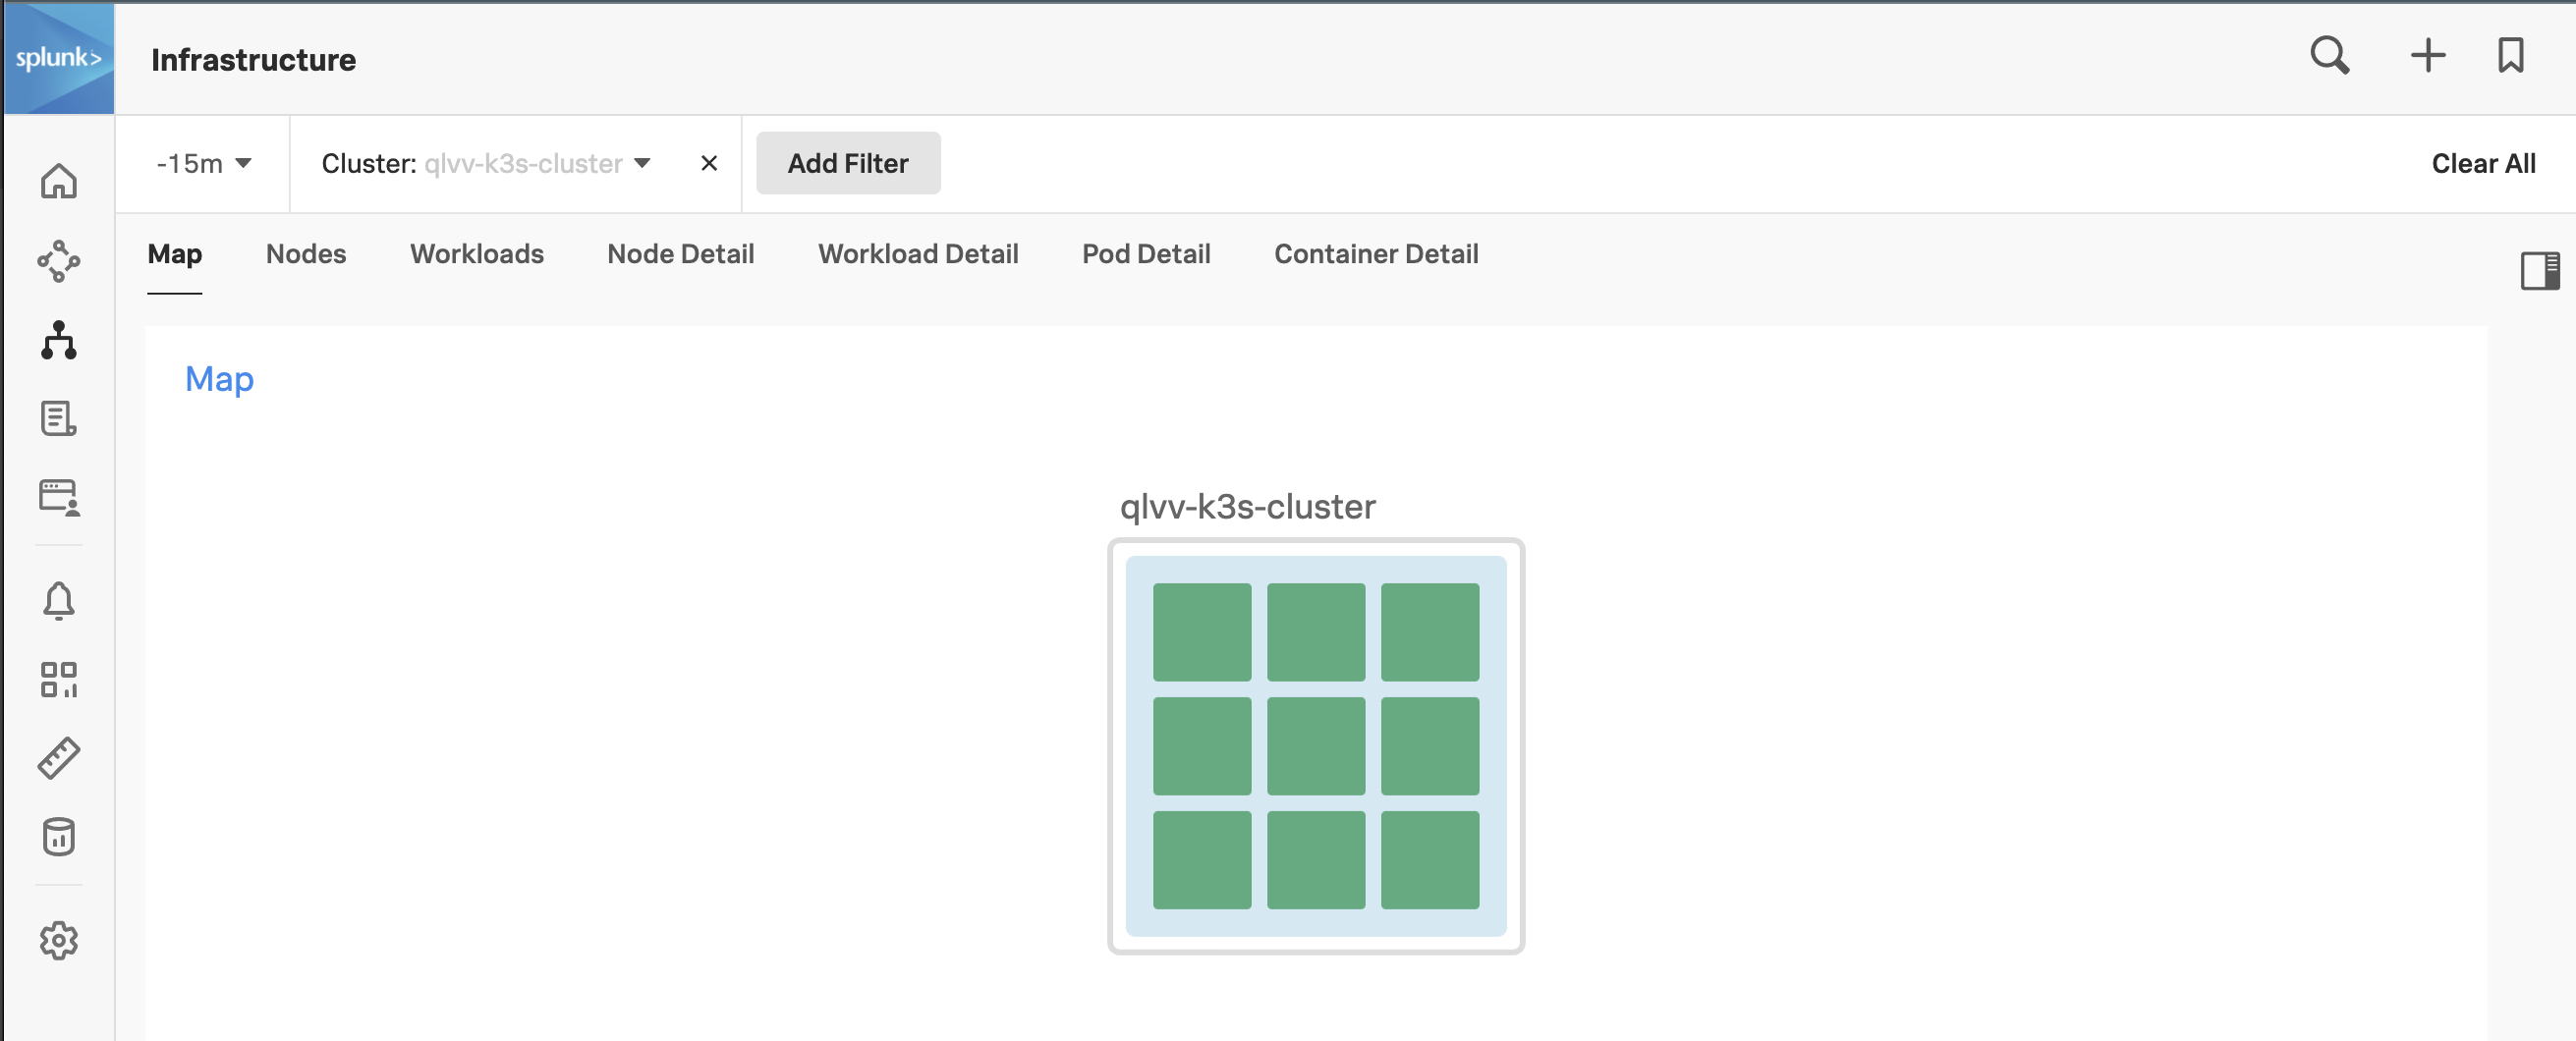 splunk>
Infrastructure
-15m
Cluster: qlvv-k3s-cluster
Add Filter
Clear All
Map
Nodes
Workloads
Node Detail
Workload Detail
Pod Detail
Container Detail
Map
qlvv-k3s-cluster